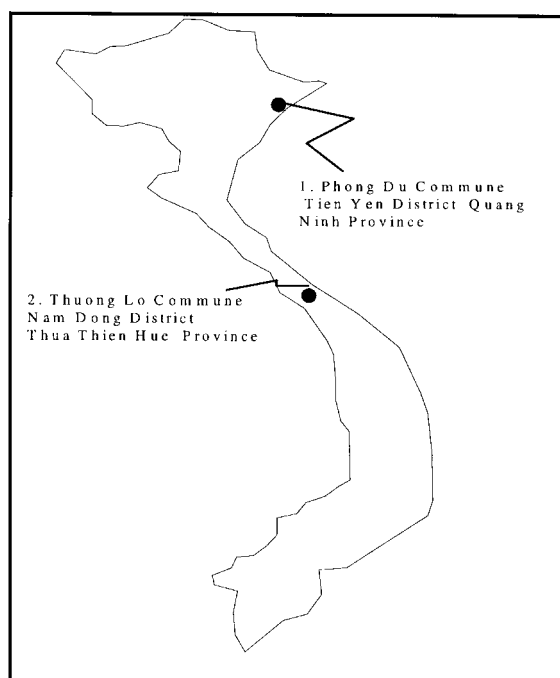 1. Phong Du Commune
Tien Yen District Quang
Ninh Province
2. Thuong Lo Commune
Nam Dong District
Thua Thien Hue Province